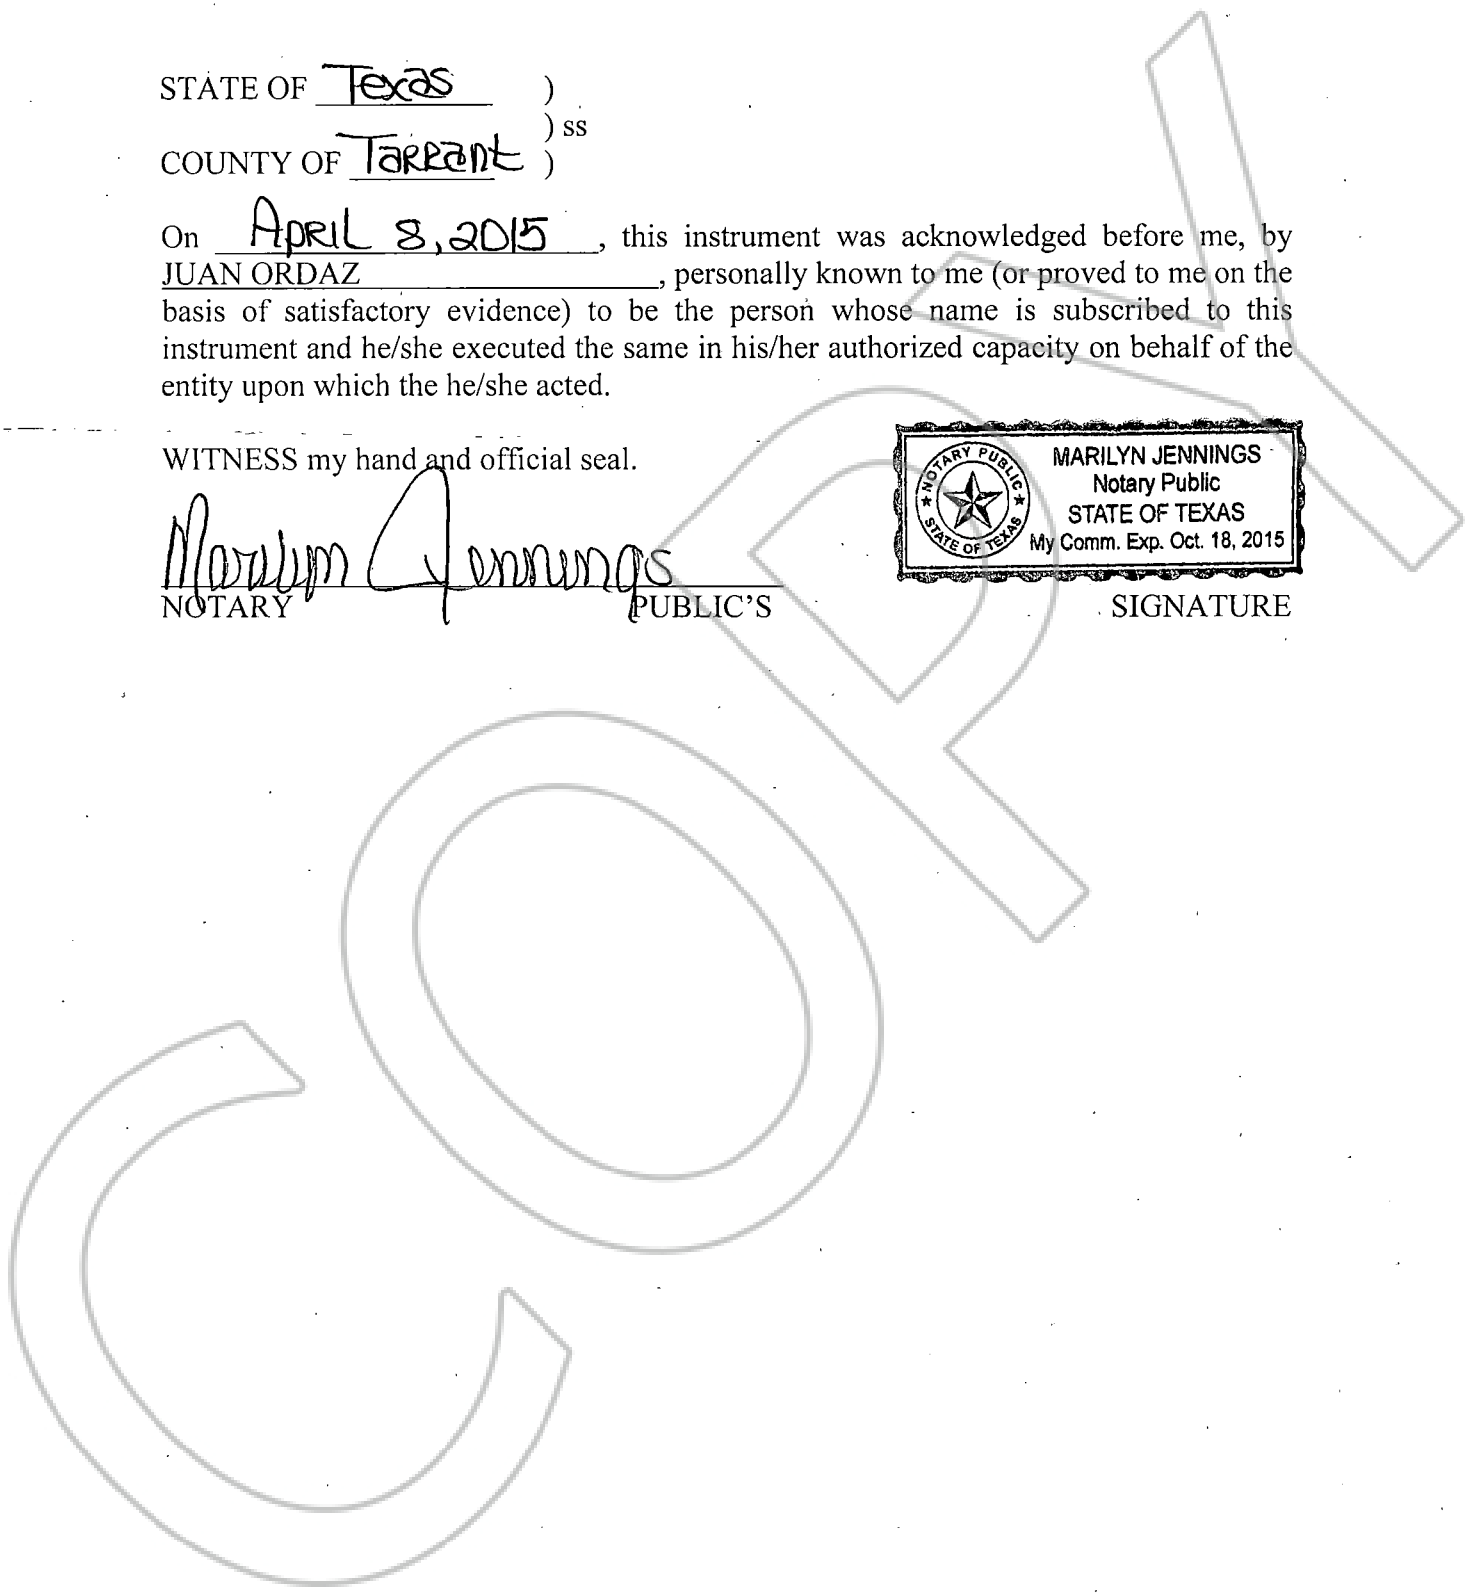 STATE OF Texas )
) ss
COUNTY OF Tarrant )
On April 8, 2015, this instrument was acknowledged before me, by
JUAN ORDAZ, personally known to me (or proved to me on the
basis of satisfactory evidence) to be the person whose name is subscribed to this
instrument and he/she executed the same in his/her authorized capacity on behalf of the
entity upon which the he/she acted.
WITNESS my hand and official seal.
Marilyn Jennings
NOTARY PUBLIC'S SIGNATURE
NOTARY PUBLIC
STATE OF TEXAS
MARILYN JENNINGS
Notary Public
STATE OF TEXAS
My Comm. Exp. Oct. 18, 2015
COPY